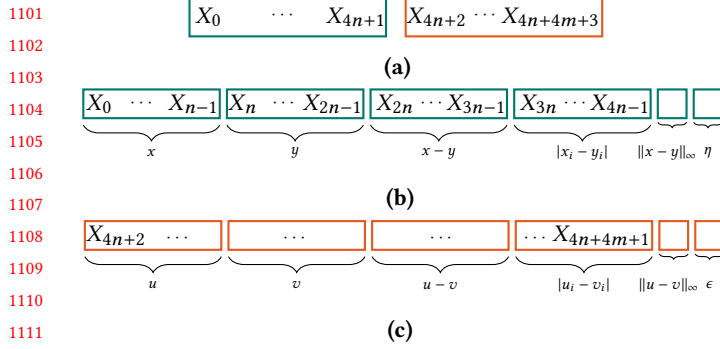 1101
X_0 ⋯ X_{4n+1} X_{4n+2} ⋯ X_{4n+4m+3}
1102
(a)
1103
1104
X_0 ⋯ X_{n−1} X_n ⋯ X_{2n−1} X_{2n} ⋯ X_{3n−1} X_{3n} ⋯ X_{4n−1}
1105
x y x − y |x_i − y_i| ‖x − y‖_∞ η
1106
(b)
1107
1108
X_{4n+2} ⋯ ⋯ ⋯ ⋯ X_{4n+4m+1}
1109
u v u − v |u_i − v_i| ‖u − v‖_∞ ϵ
1110
1111
(c)